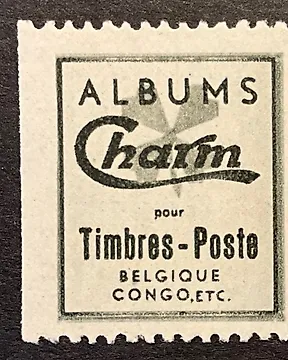 ALBUMS
Charm
pour
Timbres-Poste
BELGIQUE
CONGO, ETC.